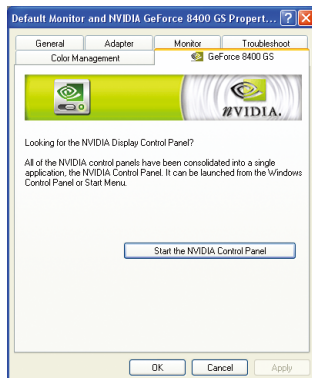 Default Monitor and NVIDIA GeForce 8400 GS Propert...
General Adapter Monitor Troubleshoot
Color Management GeForce 8400 GS
NVIDIA.
Looking for the NVIDIA Display Control Panel?
All of the NVIDIA control panels have been consolidated into a single
application, the NVIDIA Control Panel. It can be launched from the Windows
Control Panel or Start Menu.
Start the NVIDIA Control Panel
OK Cancel Apply